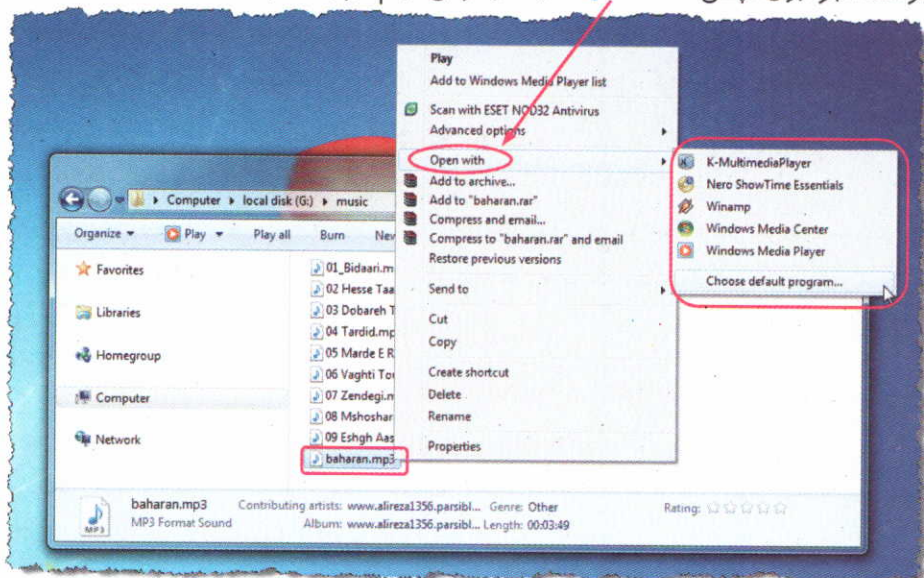 Play
Add to Windows Media Player list
Scan with ESET NOD32 Antivirus
Advanced options
Open with
Add to archive...
Add to "baharan.rar"
Compress and email...
Compress to "baharan.rar" and email
Restore previous versions
Send to
Cut
Copy
Create shortcut
Delete
Rename
Properties
K-MultimediaPlayer
Nero ShowTime Essentials
Winamp
Windows Media Center
Windows Media Player
Choose default program...
Computer ▸ local disk (G:) ▸ music
Organize Play Play all Burn New
Favorites
Libraries
Homegroup
Computer
Network
01_Bidaari.m
02 Hesse Taa
03 Dobareh T
04 Tardid.mp
05 Marde E R
06 Vaghti To
07 Zendegi.m
08 Mshoshar
09 Eshgh Aas
baharan.mp3
baharan.mp3 Contributing artists: www.alireza1356.parsibl... Genre: Other Rating:
MP3 Format Sound Album: www.alireza1356.parsibl... Length: 00:03:49
MP3